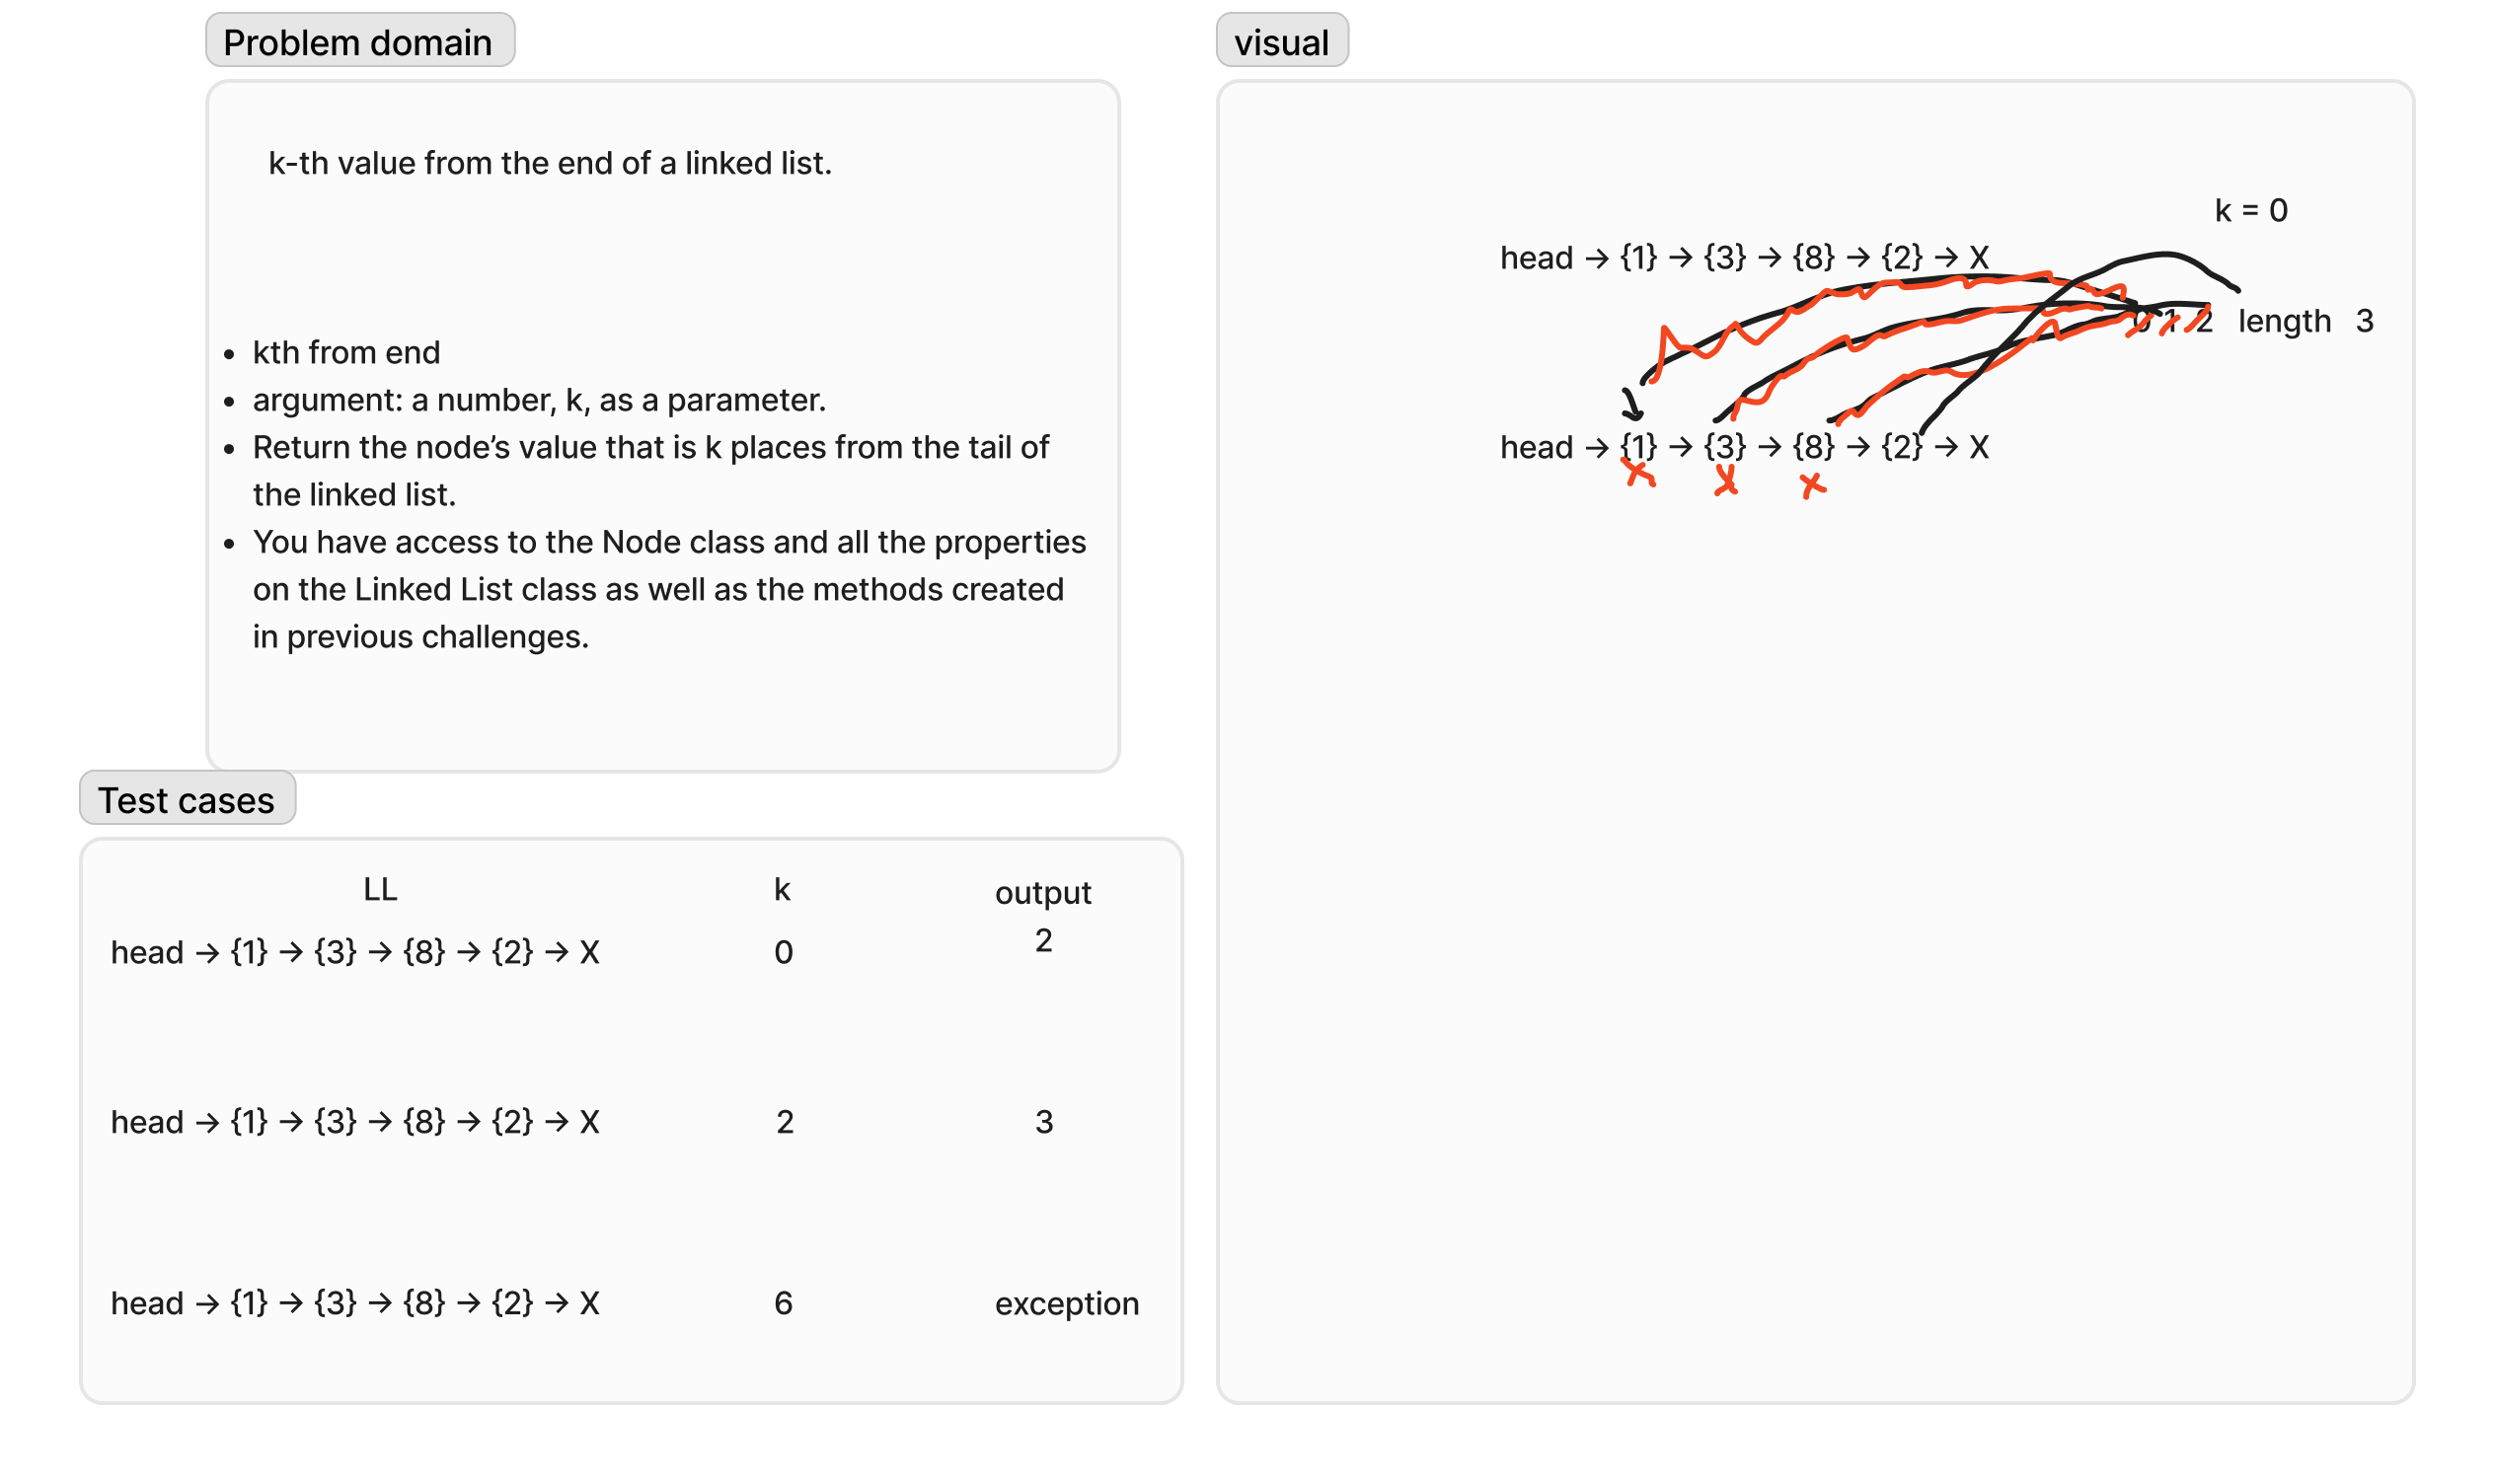 Problem domain
k-th value from the end of a linked list.
kth from end
argument: a number, k, as a parameter.
Return the node’s value that is k places from the tail of
the linked list.
You have access to the Node class and all the properties
on the Linked List class as well as the methods created
in previous challenges.
Test cases
LL k output
head → {1} → {3} → {8} → {2} → X 0 2
head → {1} → {3} → {8} → {2} → X 2 3
head → {1} → {3} → {8} → {2} → X 6 exception
visual
k = 0
head → {1} → {3} → {8} → {2} → X
0 1 2 length 3
head → {1} → {3} → {8} → {2} → X
x x x